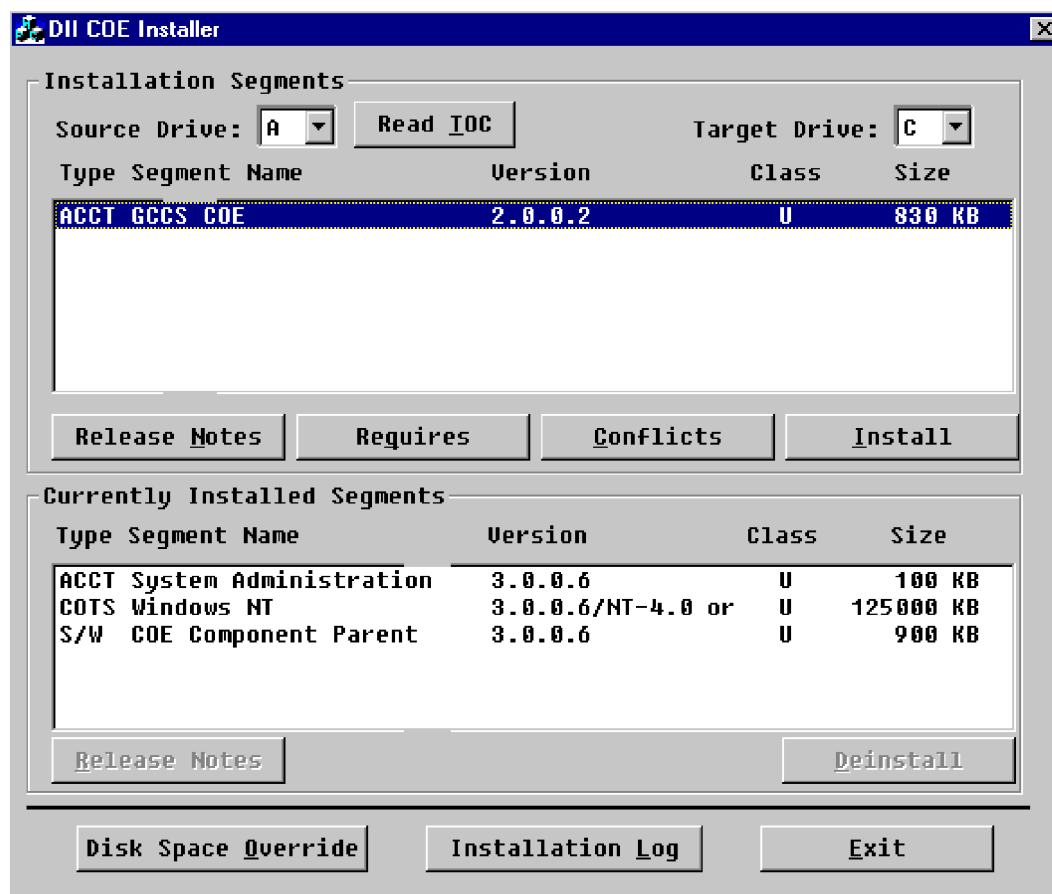 DII COE Installer
Installation Segments
Source Drive: A Read TOC Target Drive: C
Type Segment Name Version Class Size
ACCT GCCS COE 2.0.0.2 U 830 KB
Release Notes Requires Conflicts Install
Currently Installed Segments
Type Segment Name Version Class Size
ACCT System Administration 3.0.0.6 U 100 KB
COTS Windows NT 3.0.0.6/NT-4.0 or U 125000 KB
S/W COE Component Parent 3.0.0.6 U 900 KB
Release Notes Deinstall
Disk Space Override Installation Log Exit